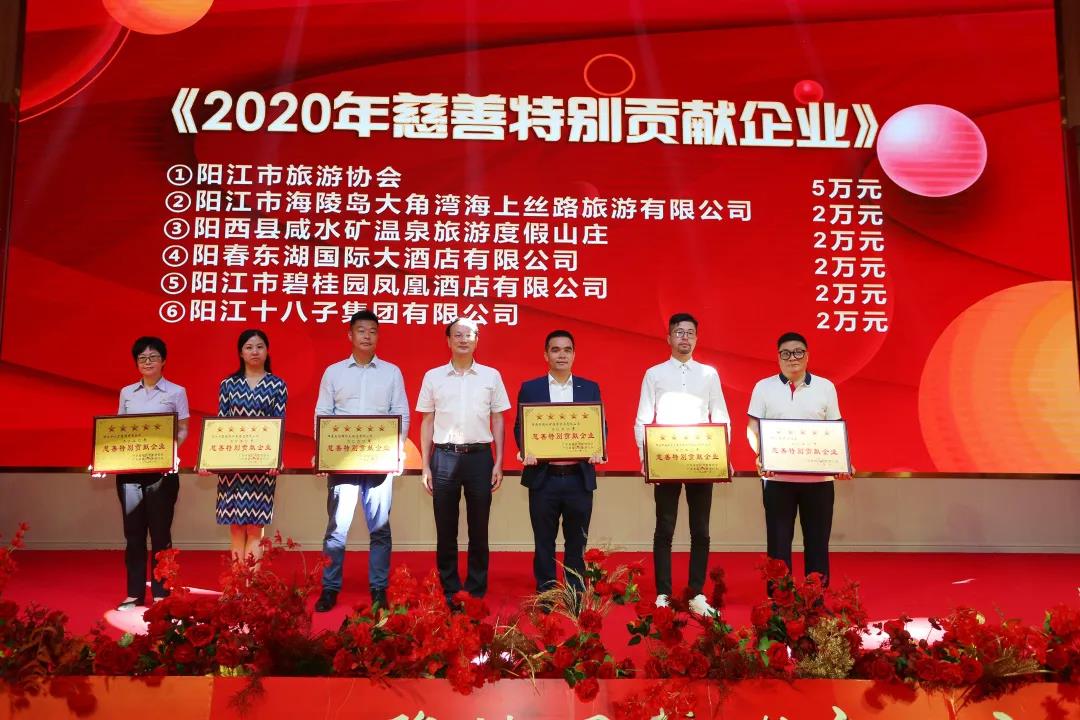 《2020年慈善特别贡献企业》
①阳江市旅游协会 5万元
②阳江市海陵岛大角湾海上丝路旅游有限公司 2万元
③阳西县咸水矿温泉旅游度假山庄 2万元
④阳春东湖国际大酒店有限公司 2万元
⑤阳江市碧桂园凤凰酒店有限公司 2万元
⑥阳江十八子集团有限公司 2万元
慈善特别贡献企业
慈善特别贡献企业
慈善特别贡献企业
慈善特别贡献企业
慈善特别贡献企业
慈善特别贡献企业